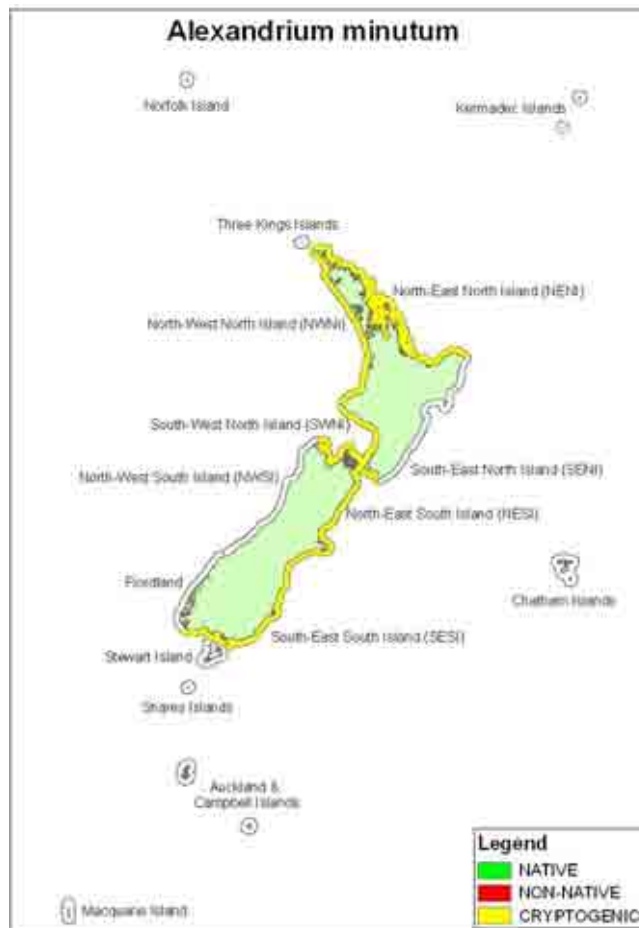 Alexandrium minutum
Norfolk Island
Kermadec Islands
Three Kings Islands
North-East North Island (NENI)
North-West North Island (NWNI)
South-West North Island (SWNI)
North-West South Island (NWSI)
South-East North Island (SENI)
North-East South Island (NESI)
Fiordland
Chatham Islands
South-East South Island (SESI)
Stewart Island
Snares Islands
Auckland &
Campbell Islands
Macquarie Island
Legend
NATIVE
NON-NATIVE
CRYPTOGENIC